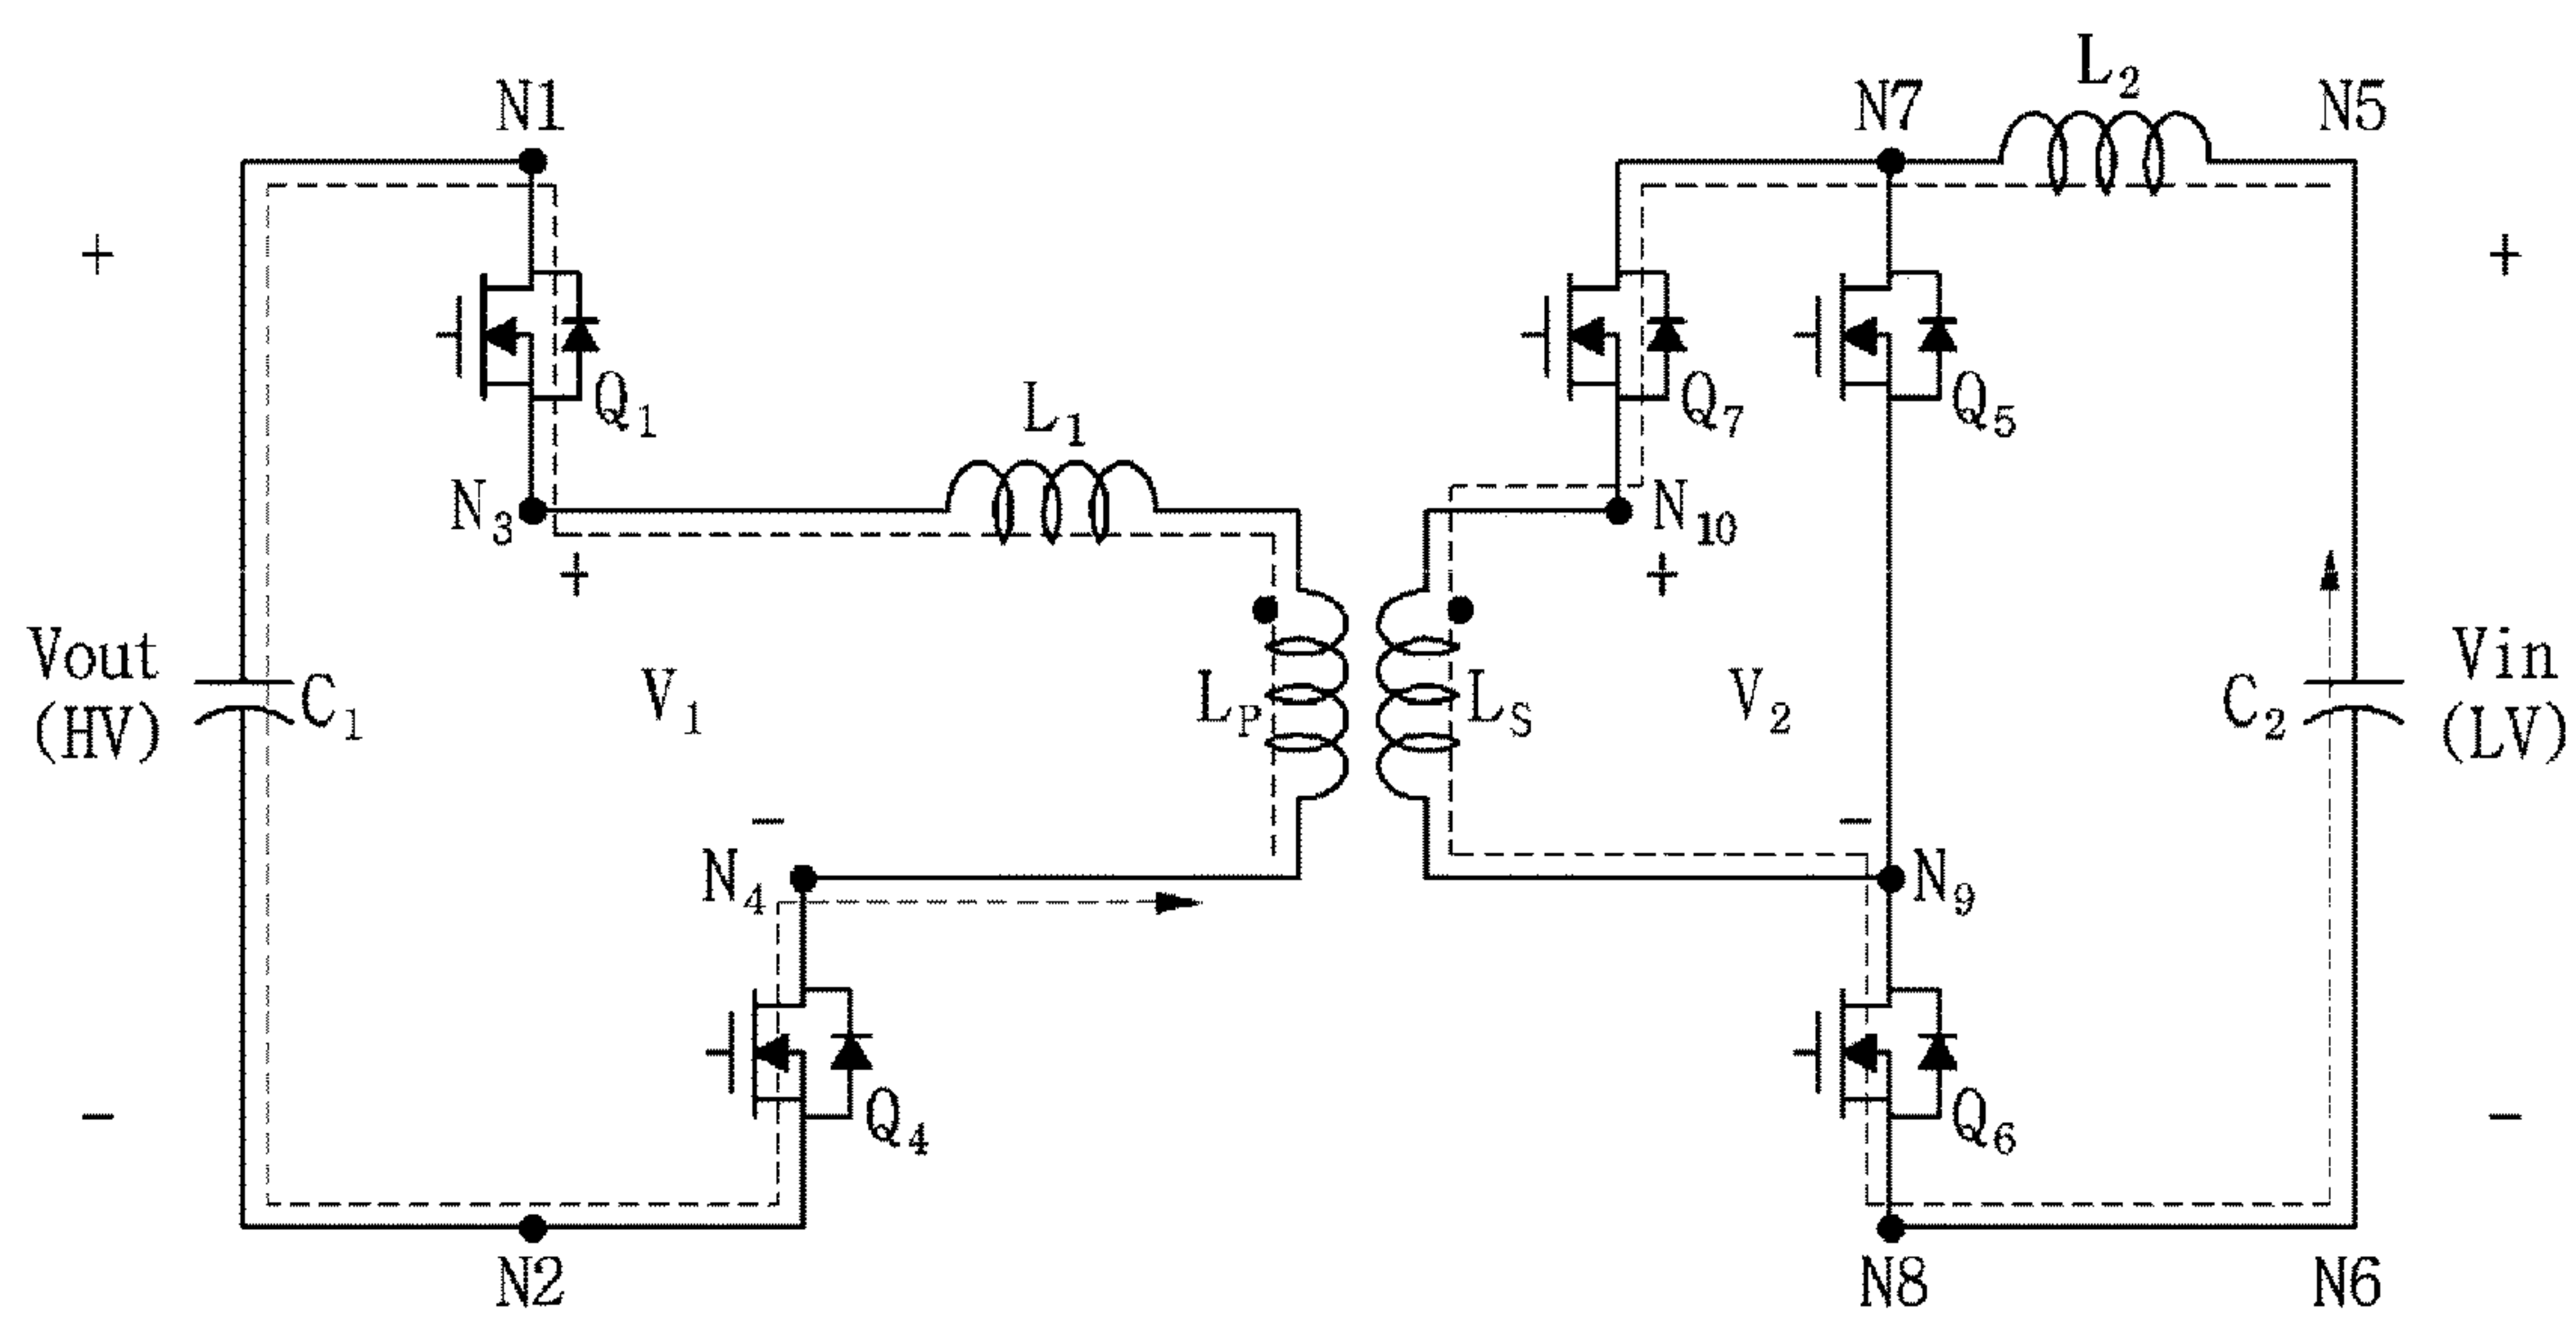 L2
N1
N7
N5
+
+
Q1
Q7
Q5
L1
N3
N10
+
+
Vout
(HV)
C1
V1
LP
LS
V2
C2
Vin
(LV)
−
−
N4
N9
−
Q4
Q6
−
N2
N8
N6